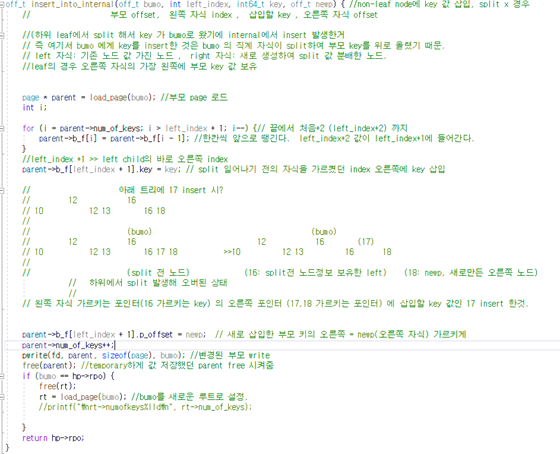 off_t insert_into_internal(off_t bumo, int left_index, int64_t key, off_t newp) { //non-leaf node에 key 값 삽입, split x 경우
// 부모 offset, 왼쪽 자식 index , 삽입할 key , 오른쪽 자식 offset
//(하위 leaf에서 split 해서 key 가 bumo로 왔기에 internal에서 insert 발생한거
// 즉 여기서 bumo 에게 key를 insert한 것은 bumo 의 직계 자식이 split하여 부모 key를 위로 올렸기 때문.
// left 자식: 기존 노드 값 가진 노드 , right 자식: 새로 생성하여 split 값 분배한 노드.
//leaf의 경우 오른쪽 자식의 가장 왼쪽에 부모 key 값 보유
page * parent = load_page(bumo); //부모 page 로드
int i;
for (i = parent->num_of_keys; i > left_index + 1; i--) {// 끝에서 처음+2 (left_index+2) 까지
parent->b_f[i] = parent->b_f[i - 1]; //한칸씩 앞으로 땡긴다. left_index+2 값이 left_index+1에 들어간다.
}
//left_index +1 >> left child의 바로 오른쪽 index
parent->b_f[left_index + 1].key = key; // split 일어나기 전의 자식을 가르켰던 index 오른쪽에 key 삽입
// 아래 트리에 17 insert 시?
// 12 16
// 10 12 13 16 18
//
// (bumo) (bumo)
// 12 16 12 16 (17)
// 10 12 13 16 17 18 >>10 12 13 16 18
//
// (split 전 노드) (16: split전 노드정보 보유한 left) (18: newp, 새로만든 오른쪽 노드)
// 하위에서 split 발생해 오버된 상태
//
// 왼쪽 자식 가르키는 포인터(16 가르키는 key) 의 오른쪽 포인터 (17,18 가르키는 포인터) 에 삽입할 key 값인 17 insert 한것.
parent->b_f[left_index + 1].p_offset = newp; // 새로 삽입한 부모 키의 오른쪽 = newp(오른쪽 자식) 가르키게
parent->num_of_keys++;
pwrite(fd, parent, sizeof(page), bumo); //변경된 부모 write
free(parent); //temporary하게 값 저장했던 parent free 시켜줌
if (bumo == hp->rpo) {
free(rt);
rt = load_page(bumo); //bumo를 새로운 루트로 설정.
//printf("₩nrt->numofkeys%lld₩n", rt->num_of_keys);
}
return hp->rpo;
}